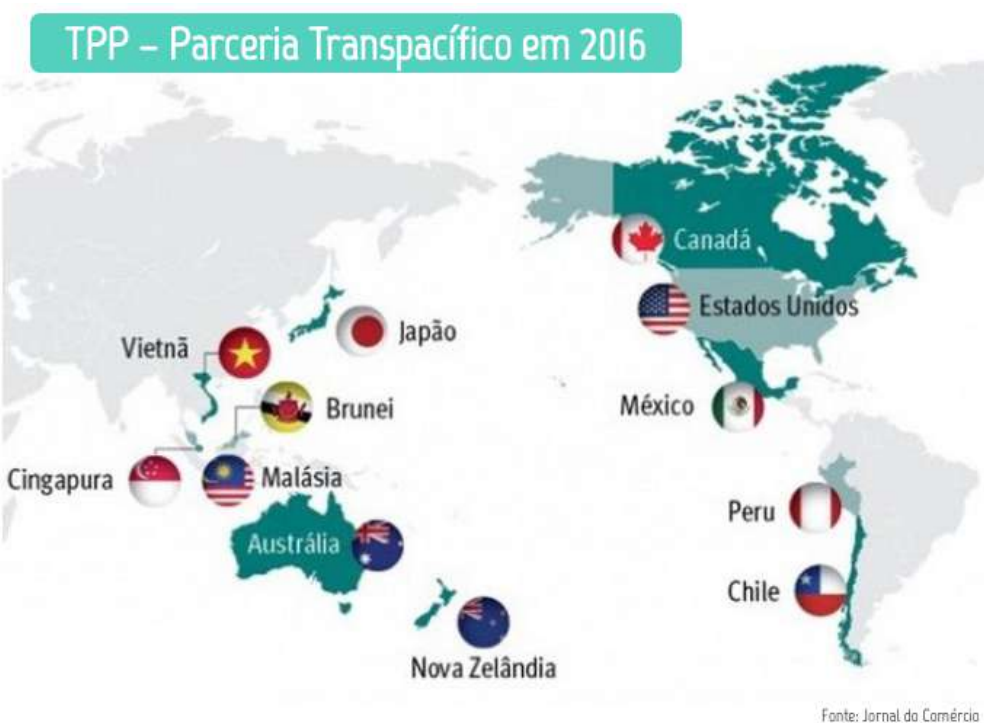 TPP – Parceria Transpacífico em 2016
Canadá
Estados Unidos
Japão
Vietnã
México
Brunei
Cingapura
Malásia
Peru
Austrália
Chile
Nova Zelândia
Fonte: Jornal do Comércio